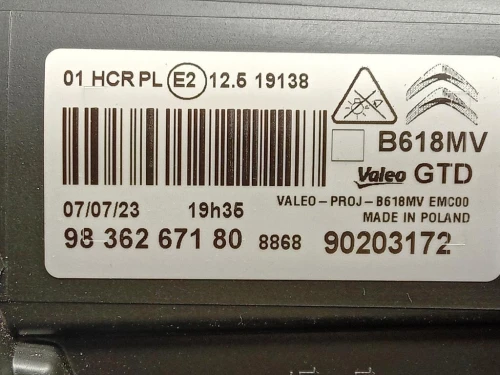 01 HCR PL E2 12.5 19138
B618MV
Valeo GTD
07/07/23 19h35
VALEO-PROJ-B618MV EMC00
MADE IN POLAND
98 362 671 80 8868 90203172